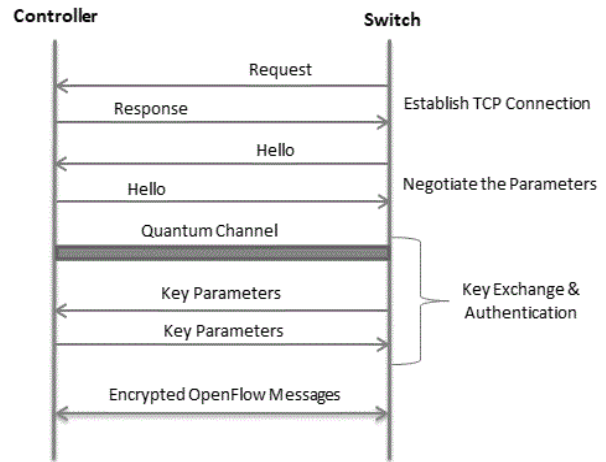 Controller
Switch
Request
Response
Establish TCP Connection
Hello
Hello
Negotiate the Parameters
Quantum Channel
Key Parameters
Key Exchange &
Authentication
Key Parameters
Encrypted OpenFlow Messages